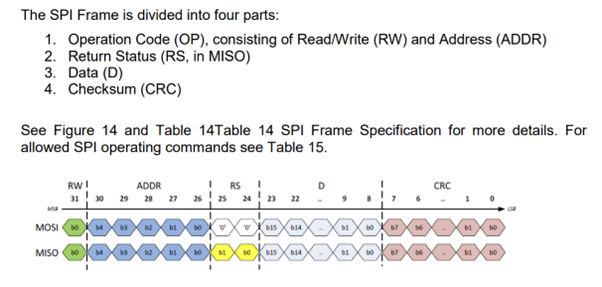 The SPI Frame is divided into four parts:
1. Operation Code (OP), consisting of Read/Write (RW) and Address (ADDR)
2. Return Status (RS, in MISO)
3. Data (D)
4. Checksum (CRC)
See Figure 14 and Table 14Table 14 SPI Frame Specification for more details. For
allowed SPI operating commands see Table 15.
RW ADDR RS D CRC
31 30 29 28 27 26 25 24 23 22 .. 9 8 7 6 .. 1 0
MSB LSB
MOSI b0 b4 b3 b2 b1 b0 '0' '0' b15 b14 .. b1 b0 b7 b6 .. b1 b0
MISO b0 b4 b3 b2 b1 b0 b1 b0 b15 b14 .. b1 b0 b7 b6 .. b1 b0